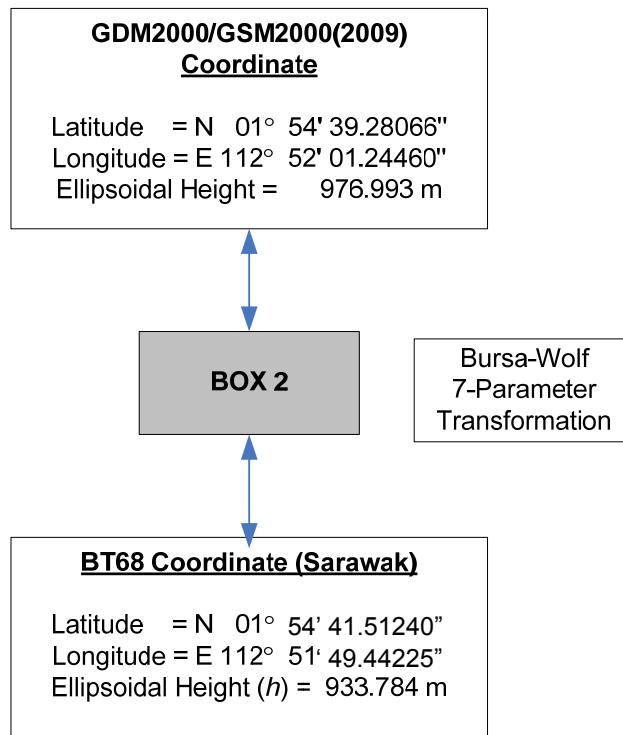 GDM2000/GSM2000(2009)
Coordinate
Latitude = N 01° 54' 39.28066"
Longitude = E 112° 52' 01.24460"
Ellipsoidal Height = 976.993 m
BOX 2
Bursa-Wolf
7-Parameter
Transformation
BT68 Coordinate (Sarawak)
Latitude = N 01° 54’ 41.51240”
Longitude = E 112° 51‘ 49.44225”
Ellipsoidal Height (h) = 933.784 m